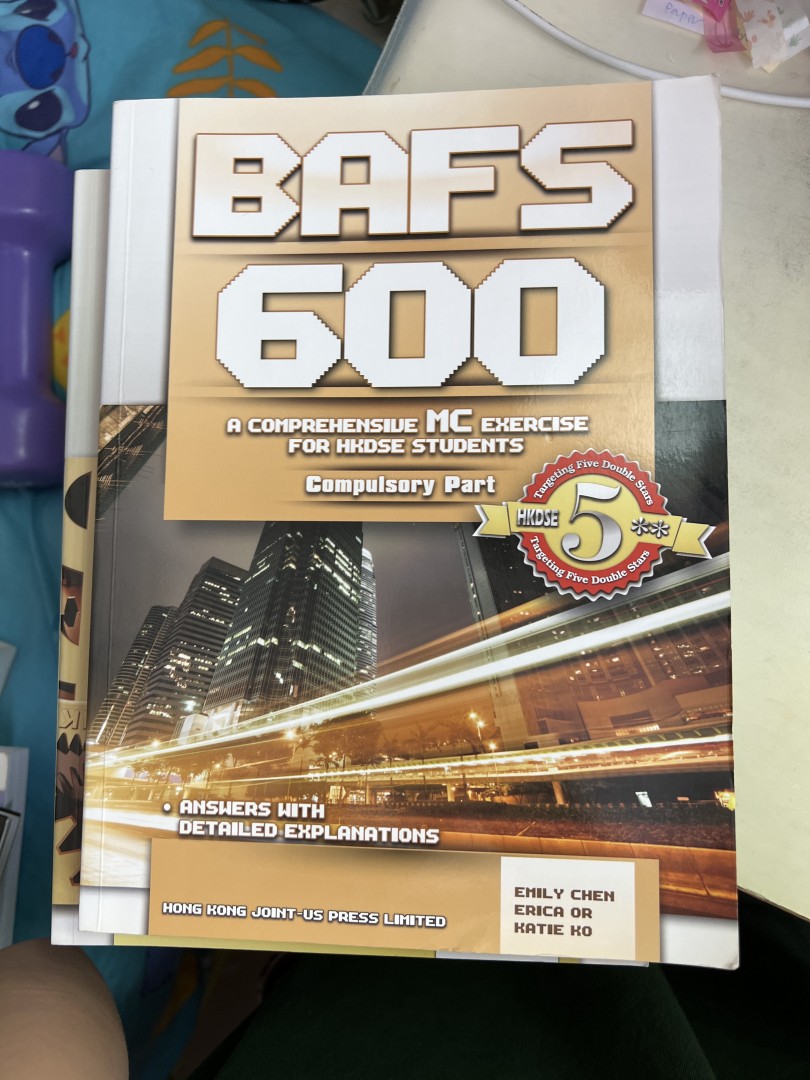 BAFS
600
A COMPREHENSIVE MC EXERCISE
FOR HKDSE STUDENTS
Compulsory Part
Targeting Five Double Stars
HKDSE 5**
Targeting Five Double Stars
• ANSWERS WITH
DETAILED EXPLANATIONS
HONG KONG JOINT-US PRESS LIMITED
EMILY CHEN
ERICA OR
KATIE KO